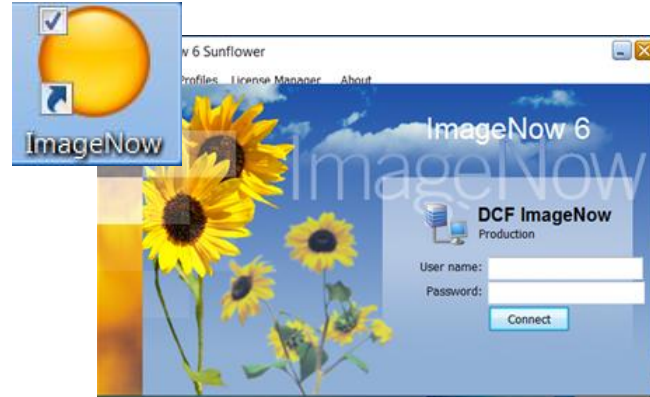 ImageNow
w 6 Sunflower
Profiles License Manager About
ImageNow 6
ImageNow
DCF ImageNow
Production
User name:
Password:
Connect